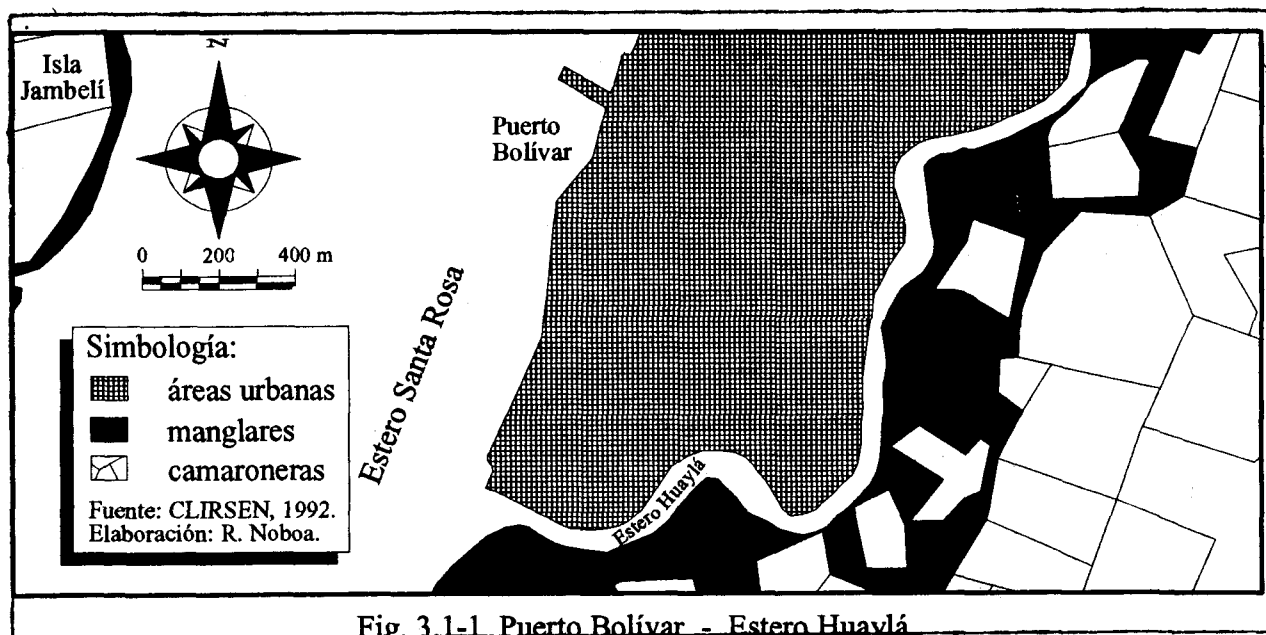 Isla
Jambelí
N
Puerto
Bolívar
0 200 400 m
Estero Santa Rosa
Simbología:
áreas urbanas
manglares
camaroneras
Fuente: CLIRSEN, 1992.
Elaboración: R. Noboa.
Estero Huaylá
Fig. 3.1-1 Puerto Bolívar - Estero Huaylá